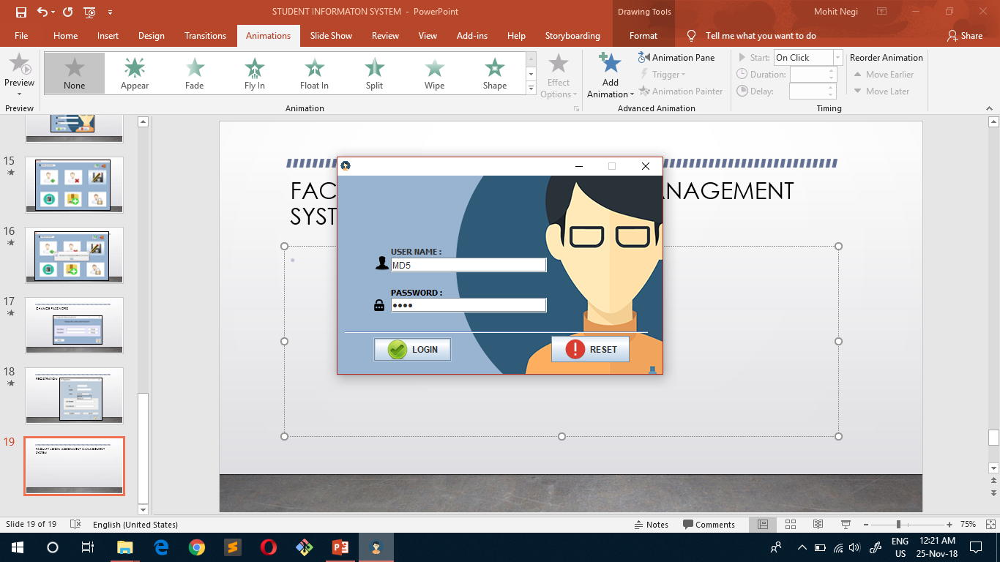 STUDENT INFORMATON SYSTEM - PowerPoint
Drawing Tools
Mohit Negi
File Home Insert Design Transitions Animations Slide Show Review View Add-ins Help Storyboarding Format Tell me what you want to do Share
Preview
None Appear Fade Fly In Float In Split Wipe Shape
Effect Options
Add Animation
Animation Pane
Trigger
Animation Painter
Start: On Click
Duration:
Delay:
Reorder Animation
Move Earlier
Move Later
Preview Animation Advanced Animation Timing
15
16
17
CHANGE PASSWORD
18
REGISTRATION
19
FACULTY LOGIN ASSIGNMENT MANAGEMENT
SYSTEM
FAC ANAGEMENT
SYST
USER NAME :
MD5
PASSWORD :
LOGIN
RESET
Slide 19 of 19 English (United States) Notes Comments 75%
ENG
US
12:21 AM
25-Nov-18